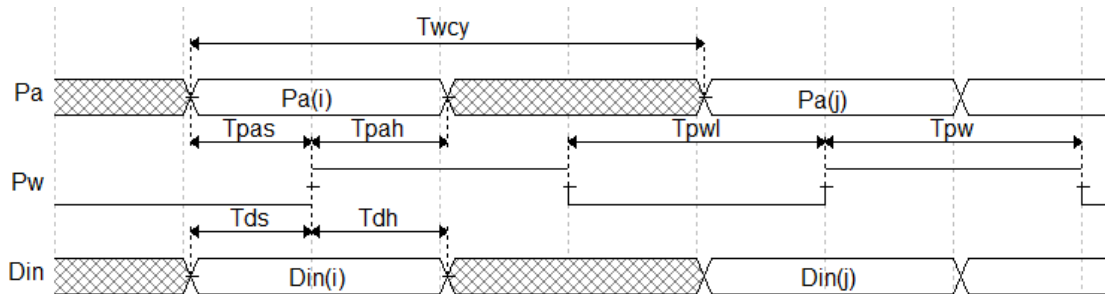 Twcy
Pa Pa(i) Pa(j)
Tpas Tpah Tpwl Tpw
Pw
Tds Tdh
Din Din(i) Din(j)